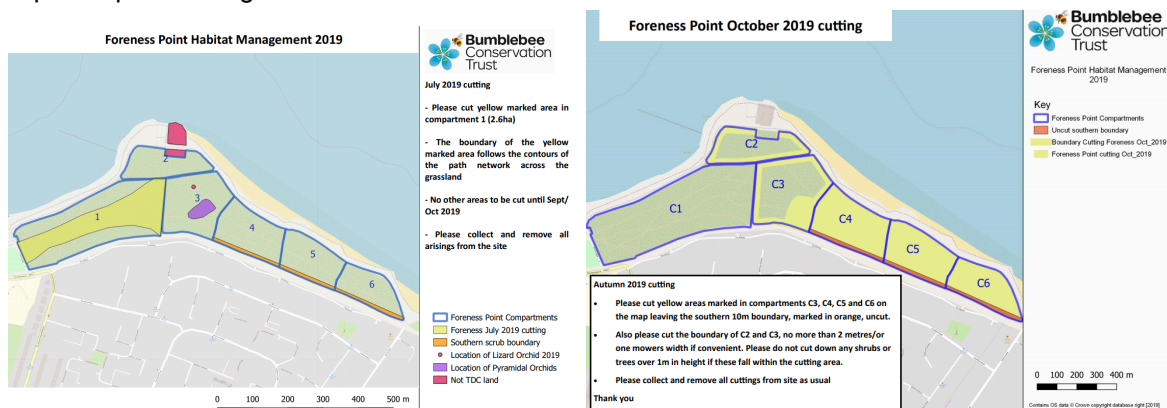 Foreness Point Habitat Management 2019
Bumblebee
Conservation
Trust
July 2019 cutting
- Please cut yellow marked area in
compartment 1 (2.6ha)
- The boundary of the yellow
marked area follows the contours of
the path network across the
grassland
- No other areas to be cut until Sept/
Oct 2019
- Please collect and remove all
arisings from the site
1
2
3
4
5
6
Foreness Point Compartments
Foreness July 2019 cutting
Southern scrub boundary
Location of Lizard Orchid 2019
Location of Pyramidal Orchids
Not TDC land
0 100 200 300 400 500 m
Foreness Point October 2019 cutting
Bumblebee
Conservation
Trust
Foreness Point Habitat Management
2019
Key
Foreness Point Compartments
Uncut southern boundary
Boundary Cutting Foreness Oct_2019
Foreness Point cutting Oct_2019
C1
C2
C3
C4
C5
C6
Autumn 2019 cutting
• Please cut yellow areas marked in compartments C3, C4, C5 and C6 on
the map leaving the southern 10m boundary, marked in orange, uncut.
• Also please cut the boundary of C2 and C3, no more than 2 metres/or
one mowers width if convenient. Please do not cut down any shrubs or
trees over 1m in height if these fall within the cutting area.
• Please collect and remove all cuttings from site as usual
Thank you
0 100 200 300 400 m
Contains OS data © Crown copyright database right [2019]